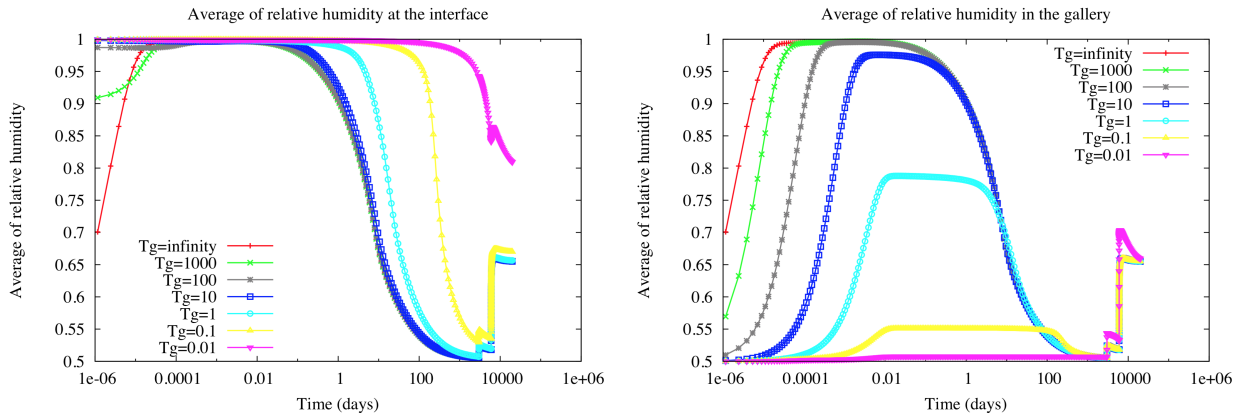 Average of relative humidity at the interface
1
0.95
0.9
0.85
0.8
0.75
0.7
0.65
0.6
0.55
0.5
Average of relative humidity
Tg=infinity
Tg=1000
Tg=100
Tg=10
Tg=1
Tg=0.1
Tg=0.01
1e-06 0.0001 0.01 1 100 10000 1e+06
Time (days)
Average of relative humidity in the gallery
1
0.95
0.9
0.85
0.8
0.75
0.7
0.65
0.6
0.55
0.5
Average of relative humidity
Tg=infinity
Tg=1000
Tg=100
Tg=10
Tg=1
Tg=0.1
Tg=0.01
1e-06 0.0001 0.01 1 100 10000 1e+06
Time (days)